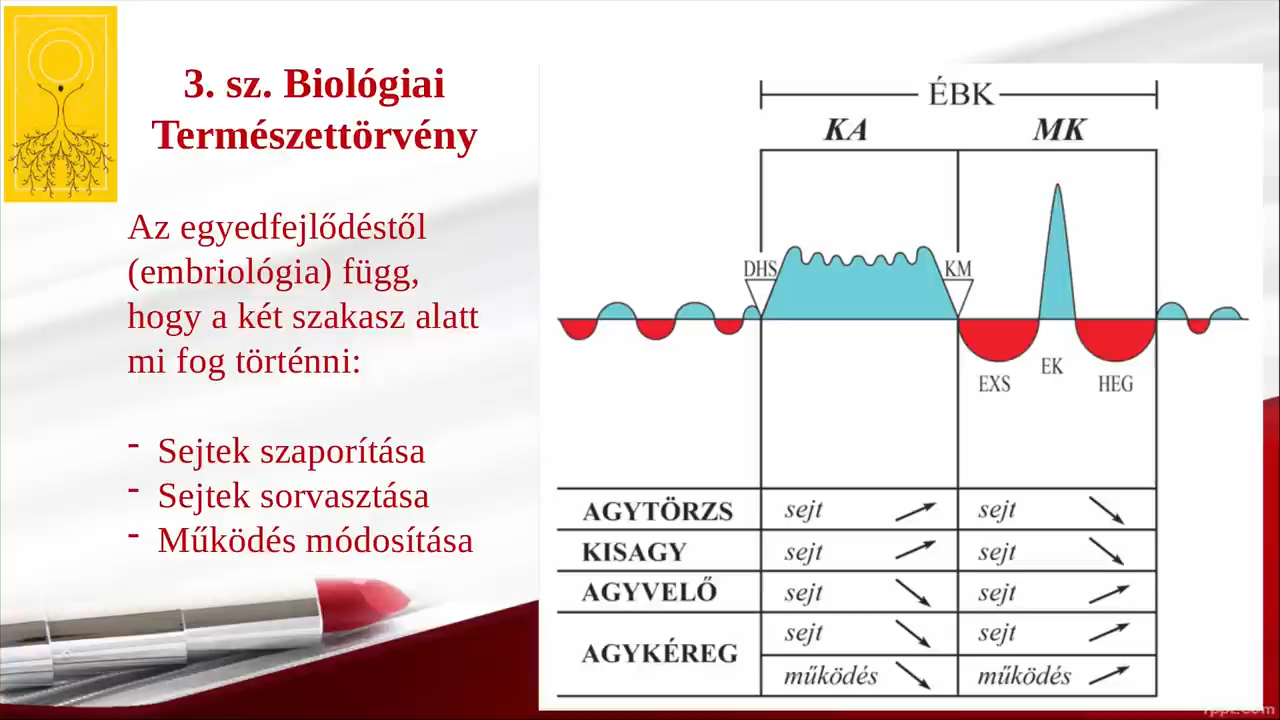 3. sz. Biológiai
Természettörvény
Az egyedfejlődéstől
(embriológia) függ,
hogy a két szakasz alatt
mi fog történni:
- Sejtek szaporítása
- Sejtek sorvasztása
- Működés módosítása
ÉBK
KA MK
DHS KM
EXS EK HEG
AGYTÖRZS sejt sejt
KISAGY sejt sejt
AGYVELŐ sejt sejt
AGYKÉREG sejt sejt
működés működés